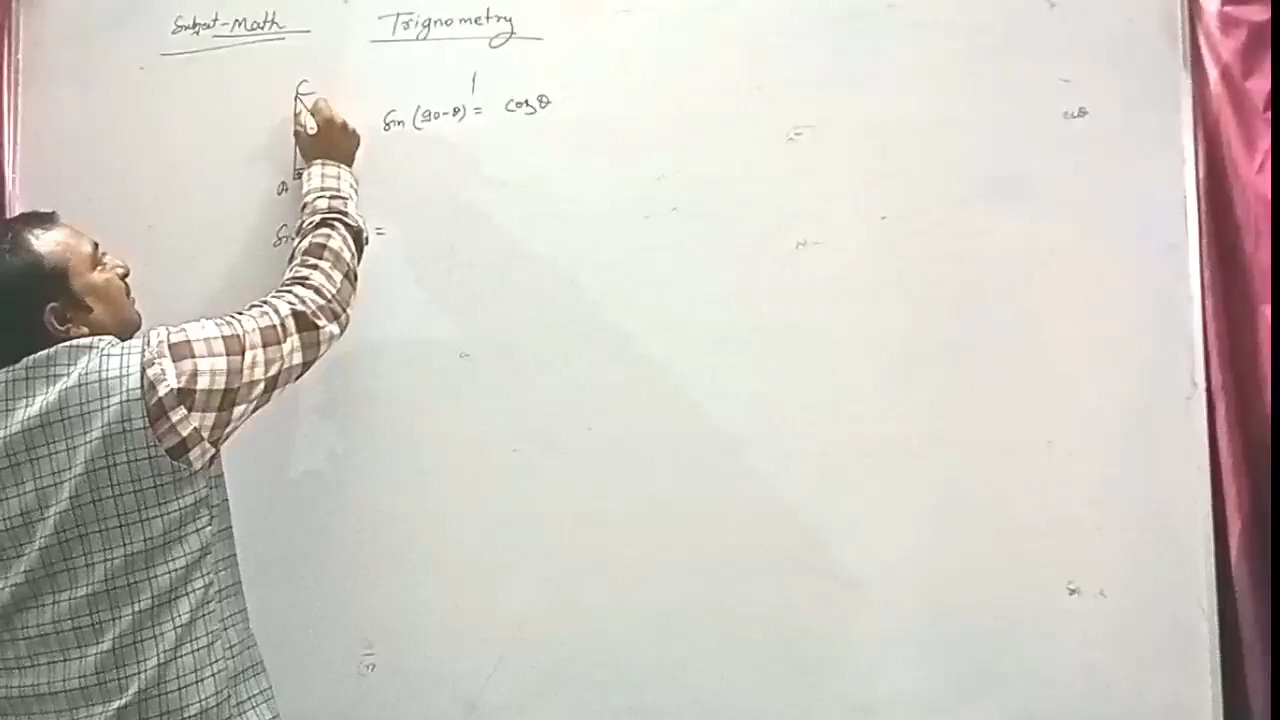 Subject-Math
Trignometry
C
Sin (90-θ) = cosθ
A
=